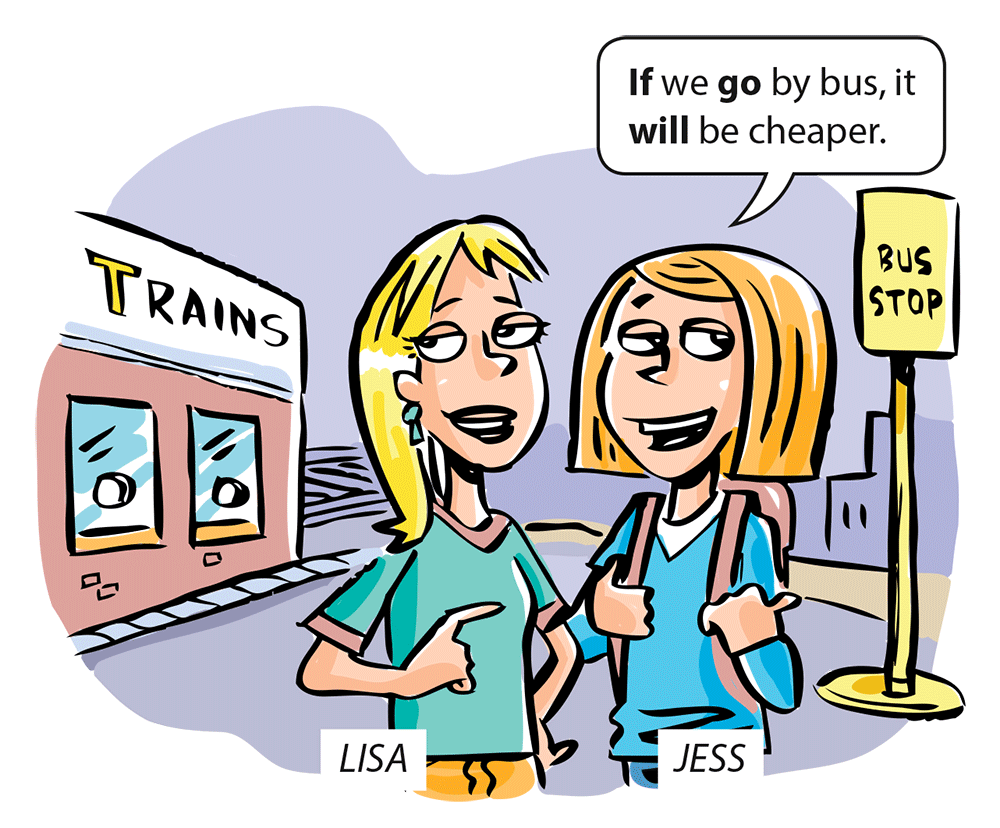 If we go by bus, it
will be cheaper.
TRAINS
BUS
STOP
LISA
JESS